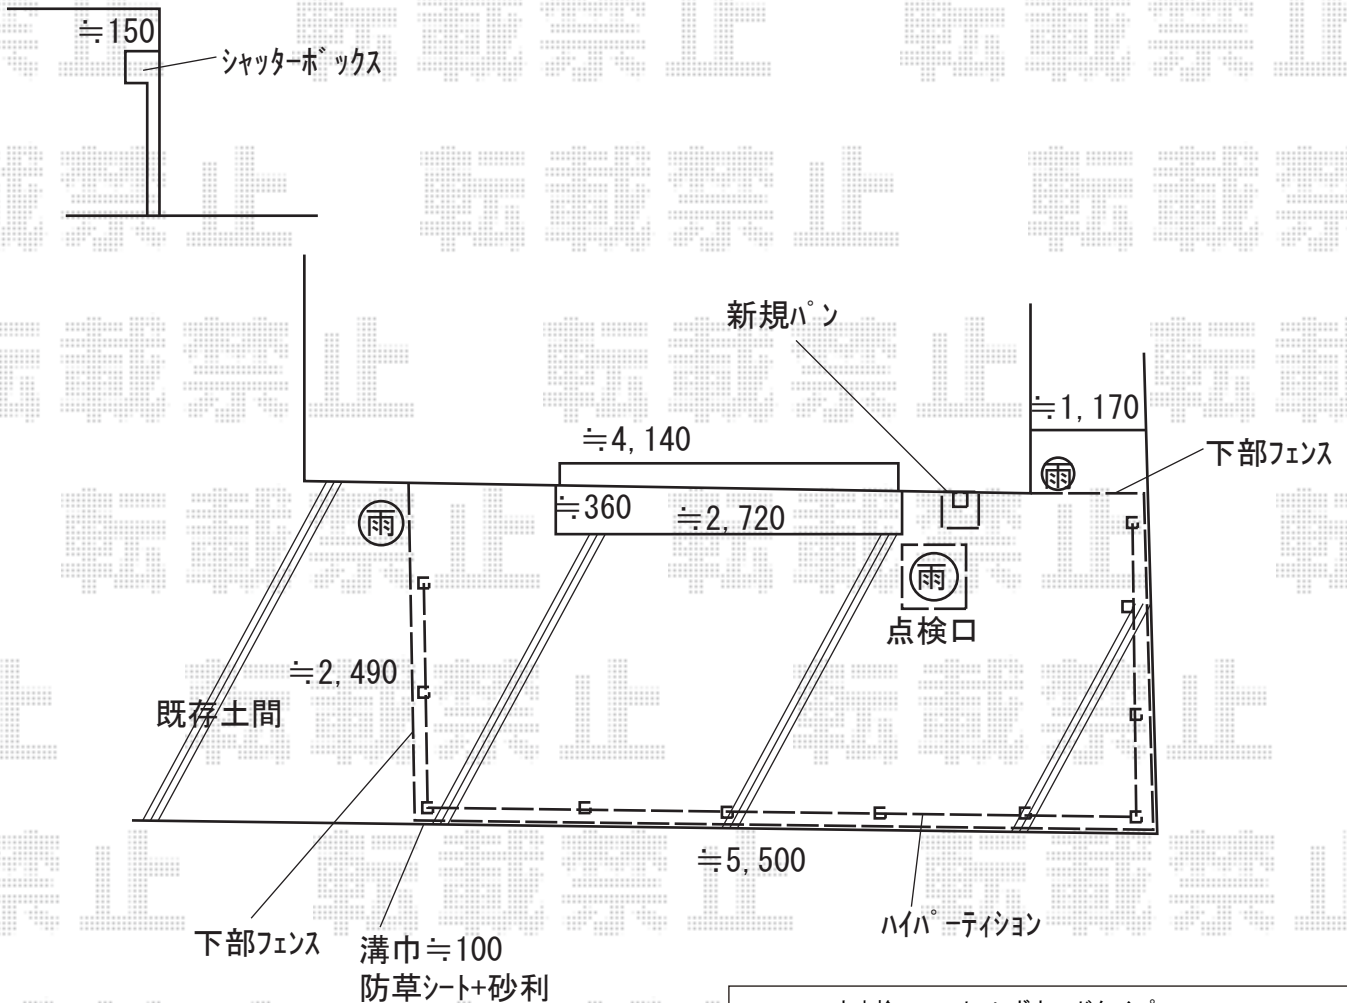 ≒150
シャッターボックス
新規パン
≒1,170
≒4,140
下部フェンス
雨
≒360
≒2,720
雨
雨
点検口
≒2,490
既存土間
≒5,500
ハイパーティション
下部フェンス
溝巾≒100
防草シート+砂利
転載禁止